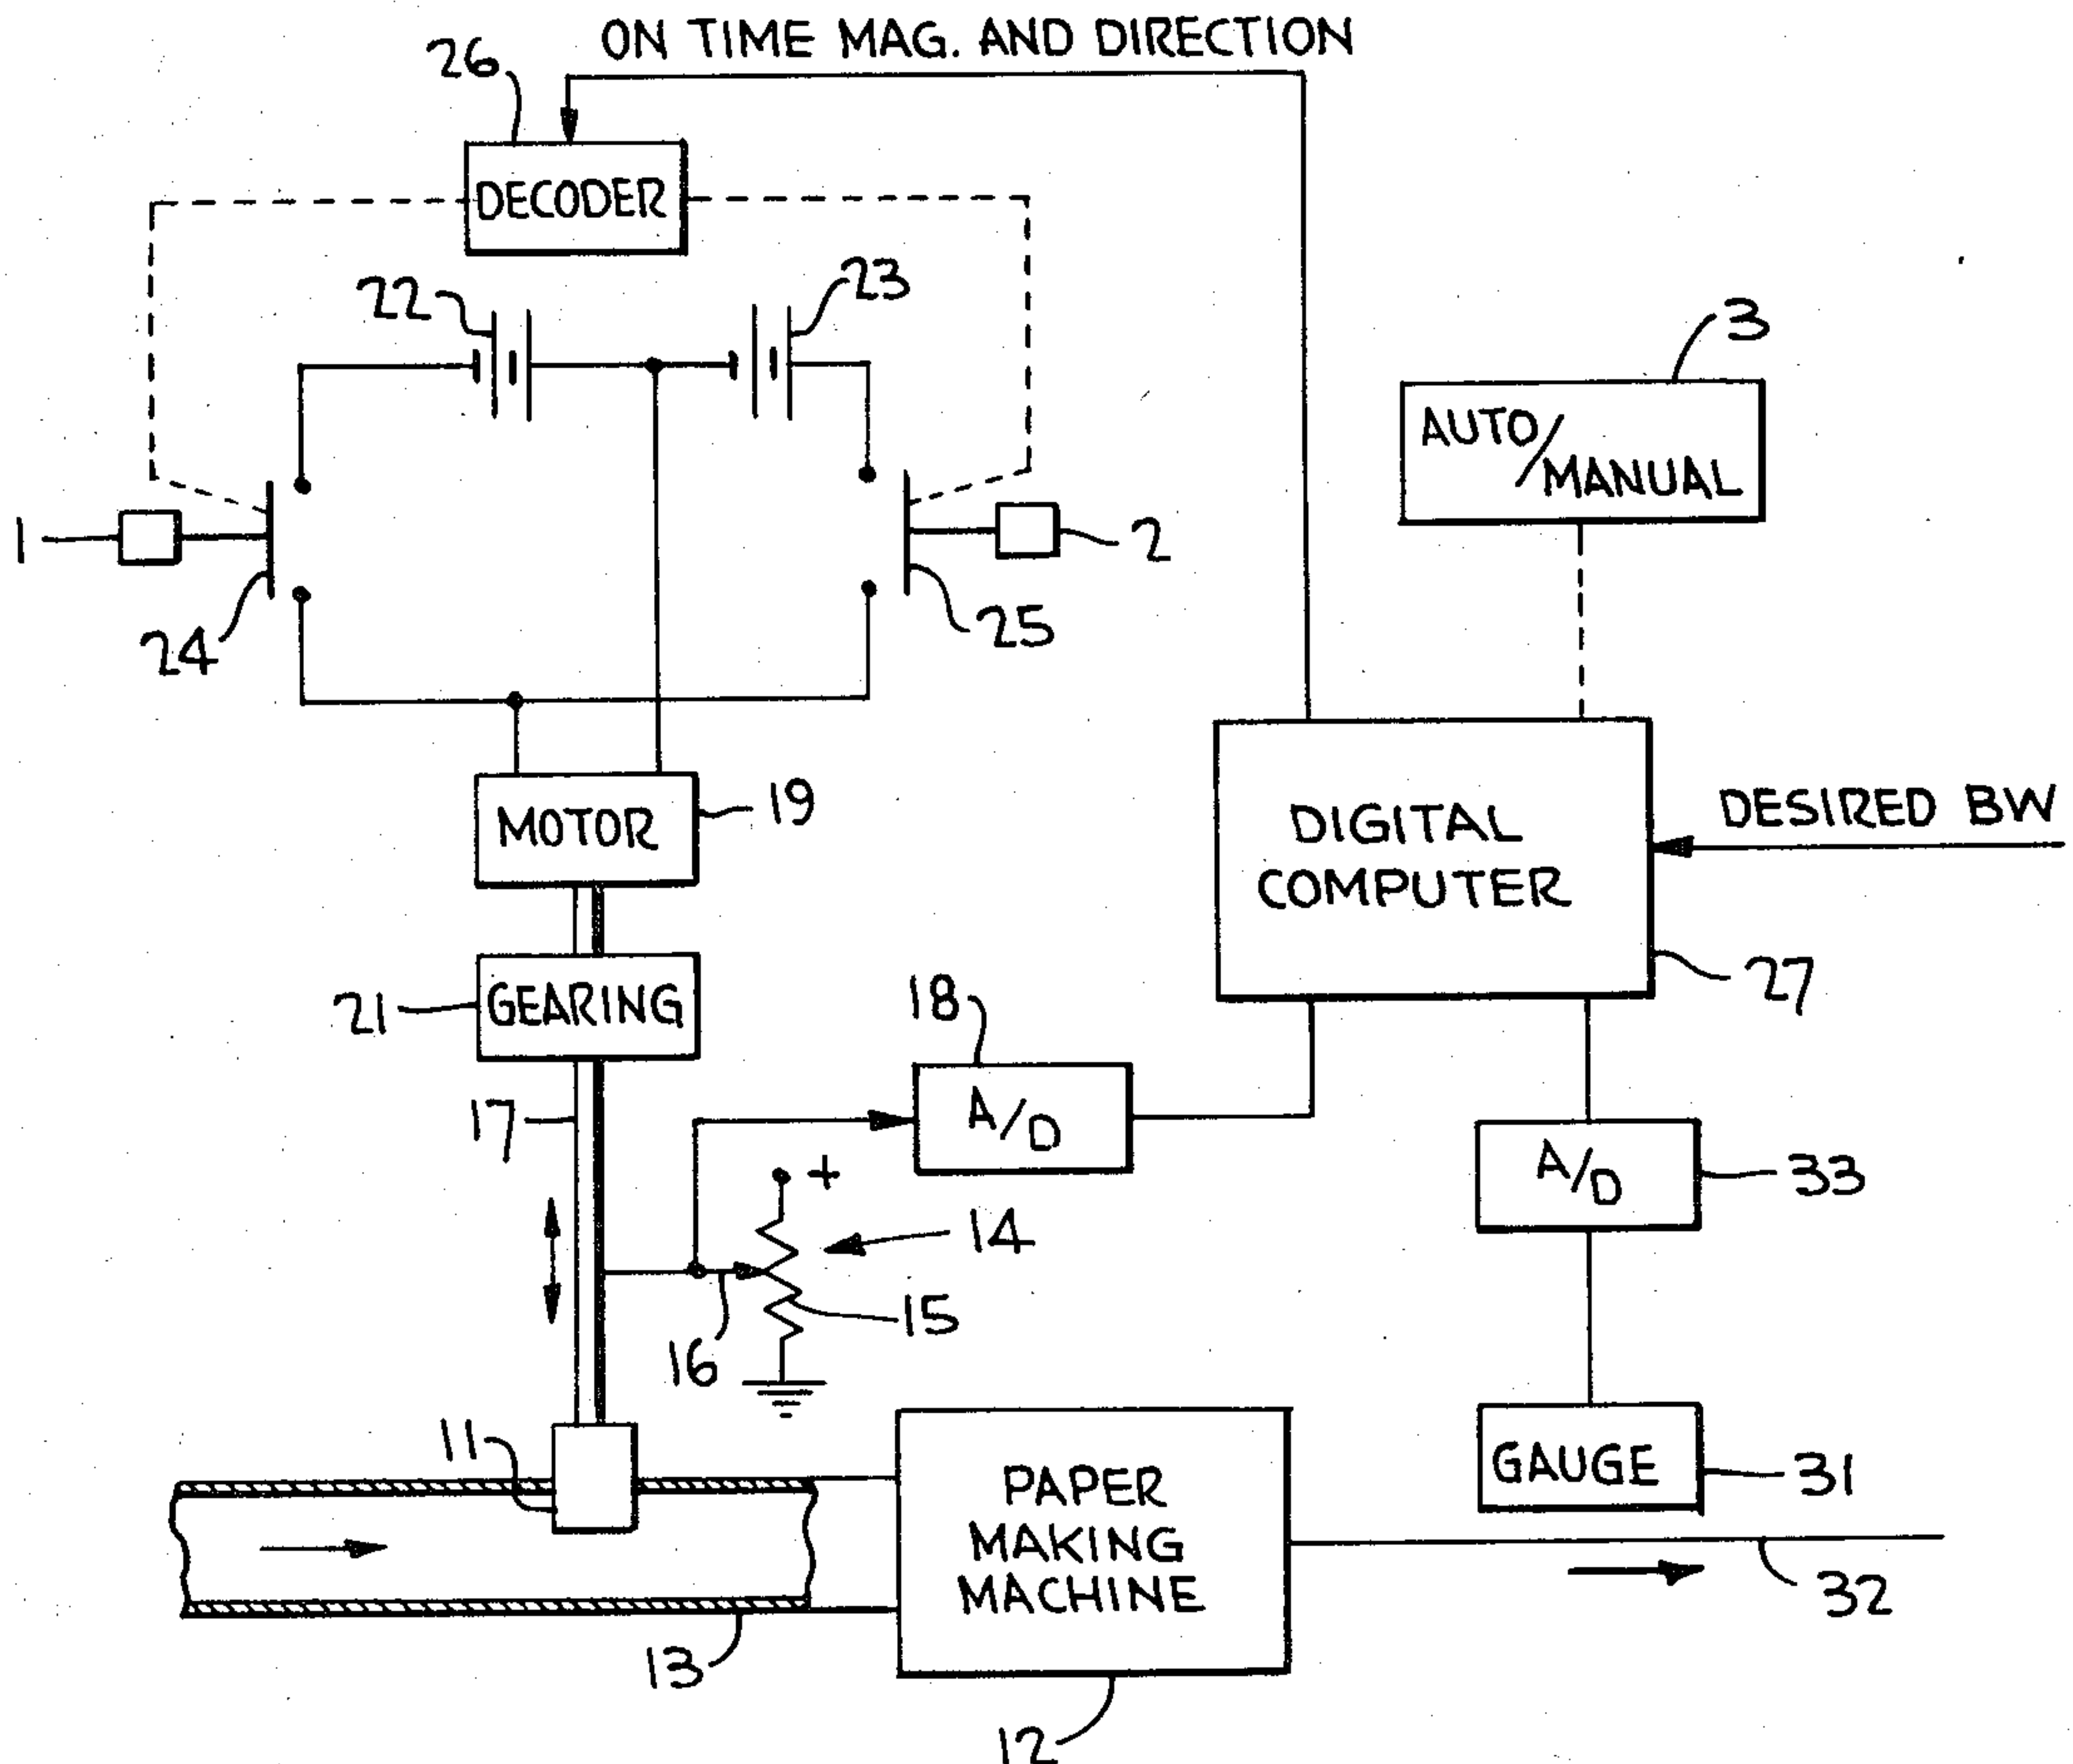 ON TIME MAG. AND DIRECTION
26
DECODER
22
23
3
AUTO/MANUAL
1
2
24
25
MOTOR
19
DIGITAL
COMPUTER
DESIRED BW
27
21
GEARING
18
A/D
17
+
A/D
33
14
15
16
11
PAPER
MAKING
MACHINE
GAUGE
31
32
13
12